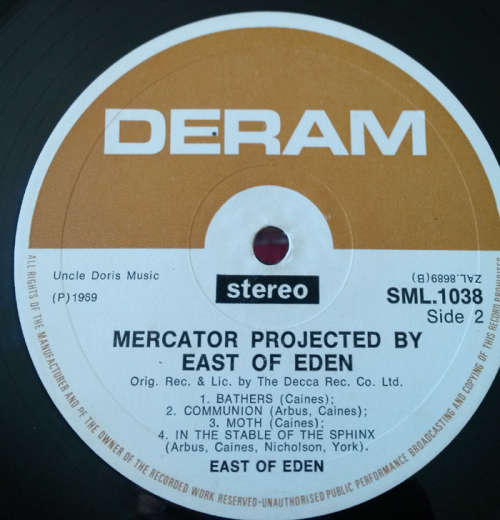 DERAM
Uncle Doris Music
(P)1969
stereo
ZAL.8689(B)
SML.1038
Side 2
MERCATOR PROJECTED BY
EAST OF EDEN
Orig. Rec. & Lic. by The Decca Rec. Co. Ltd.
1. BATHERS (Caines);
2. COMMUNION (Arbus, Caines);
3. MOTH (Caines);
4. IN THE STABLE OF THE SPHINX
(Arbus, Caines, Nicholson, York).
EAST OF EDEN
ALL RIGHTS OF THE MANUFACTURER AND OF THE OWNER OF THE RECORDED WORK RESERVED-UNAUTHORISED PUBLIC PERFORMANCE BROADCASTING AND COPYING OF THIS RECORD PROHIBITED